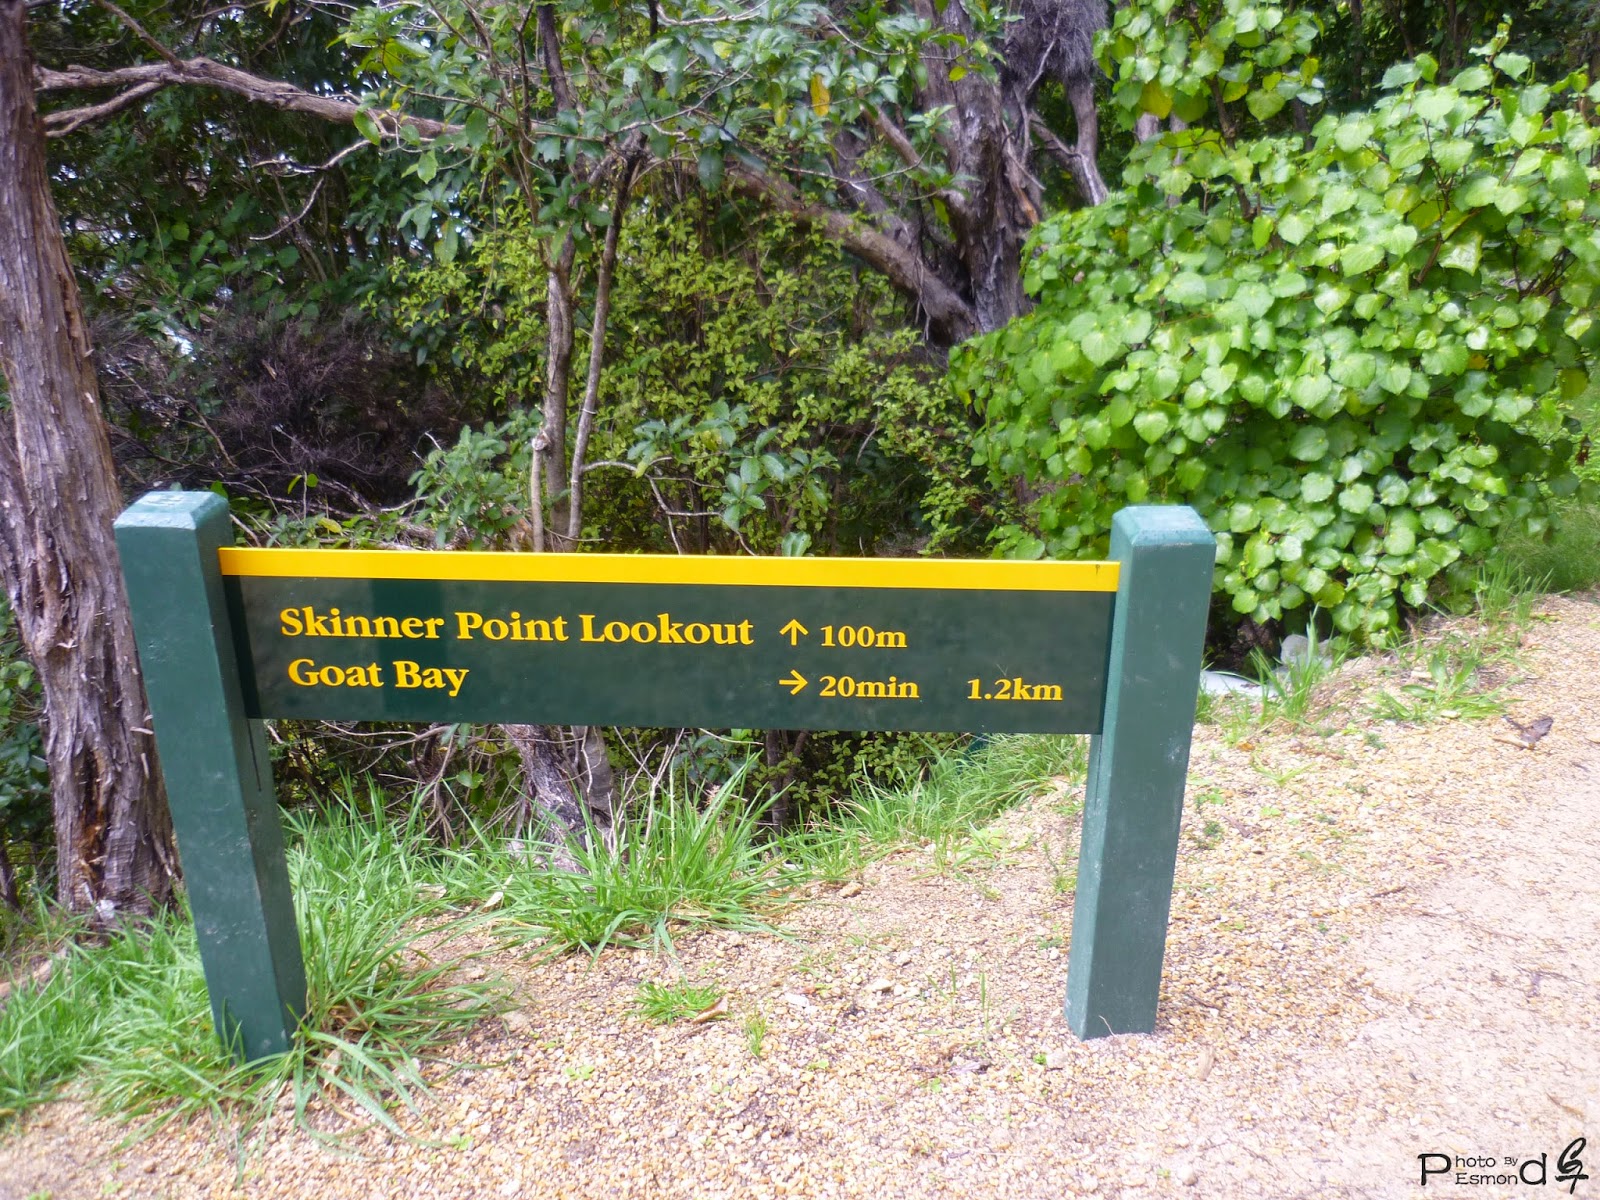 Skinner Point Lookout ↑ 100m
Goat Bay → 20min 1.2km
Photo By
Esmond